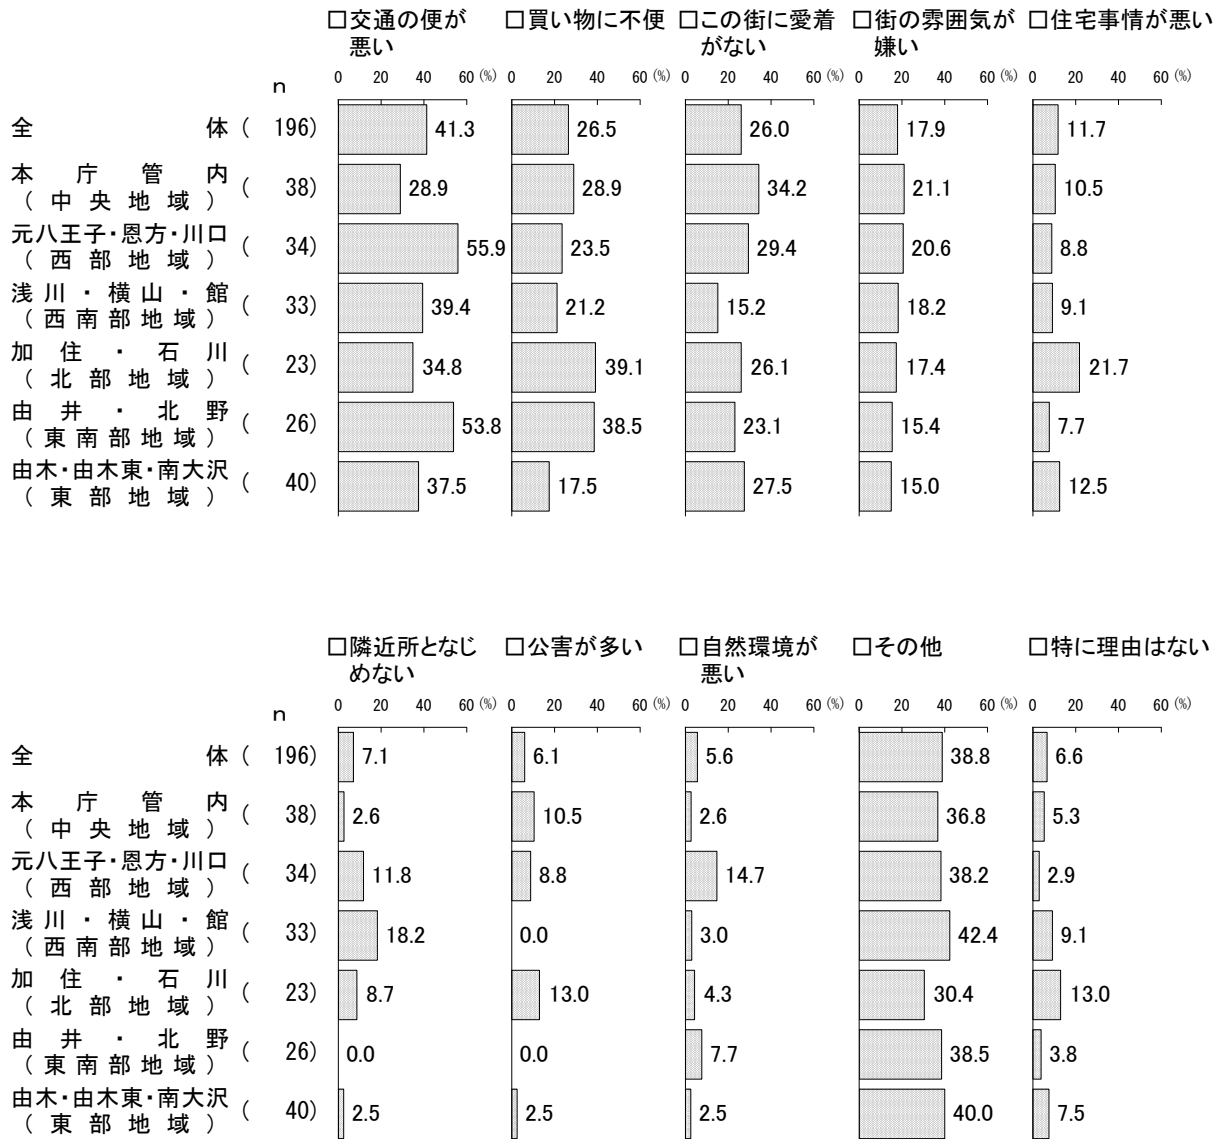 □交通の便が □買い物に不便 □この街に愛着 □街の雰囲気が □住宅事情が悪い
悪い がない 嫌い
0 20 40 60 (%) 0 20 40 60 (%) 0 20 40 60 (%) 0 20 40 60 (%) 0 20 40 60 (%)
n
全体 ( 196) 41.3 26.5 26.0 17.9 11.7
本庁管内
(中央地域) ( 38) 28.9 28.9 34.2 21.1 10.5
元八王子・恩方・川口
(西部地域) ( 34) 55.9 23.5 29.4 20.6 8.8
浅川・横山・館
(西南部地域) ( 33) 39.4 21.2 15.2 18.2 9.1
加住・石川
(北部地域) ( 23) 34.8 39.1 26.1 17.4 21.7
由井・北野
(東南部地域) ( 26) 53.8 38.5 23.1 15.4 7.7
由木・由木東・南大沢
(東部地域) ( 40) 37.5 17.5 27.5 15.0 12.5
□隣近所となじ □公害が多い □自然環境が □その他 □特に理由はない
めない 悪い
0 20 40 60 (%) 0 20 40 60 (%) 0 20 40 60 (%) 0 20 40 60 (%) 0 20 40 60 (%)
n
全体 ( 196) 7.1 6.1 5.6 38.8 6.6
本庁管内
(中央地域) ( 38) 2.6 10.5 2.6 36.8 5.3
元八王子・恩方・川口
(西部地域) ( 34) 11.8 8.8 14.7 38.2 2.9
浅川・横山・館
(西南部地域) ( 33) 18.2 0.0 3.0 42.4 9.1
加住・石川
(北部地域) ( 23) 8.7 13.0 4.3 30.4 13.0
由井・北野
(東南部地域) ( 26) 0.0 0.0 7.7 38.5 3.8
由木・由木東・南大沢
(東部地域) ( 40) 2.5 2.5 2.5 40.0 7.5